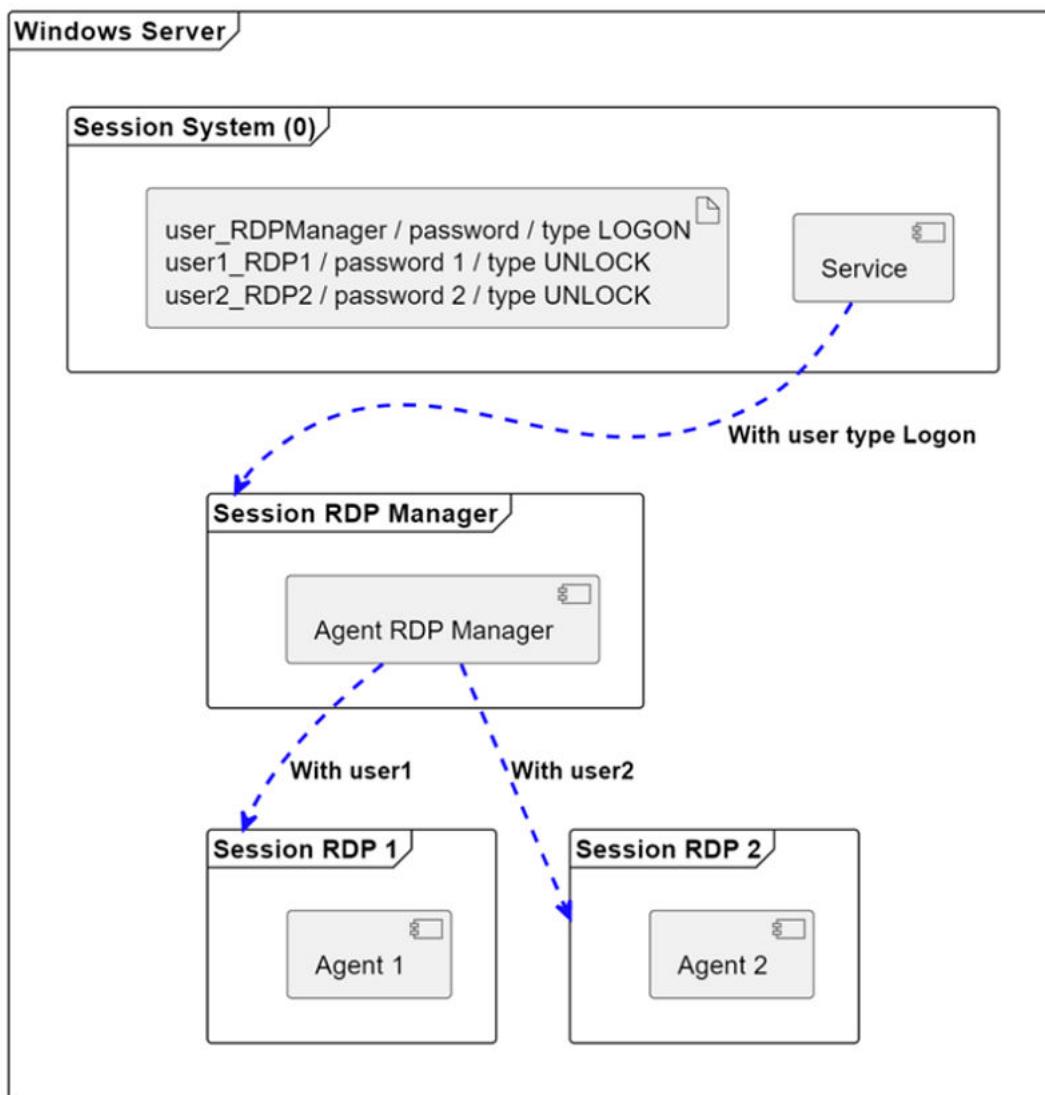 Windows Server
Session System (0)
user_RDPManager / password / type LOGON
user1_RDP1 / password 1 / type UNLOCK
user2_RDP2 / password 2 / type UNLOCK
Service
With user type Logon
Session RDP Manager
Agent RDP Manager
With user1
With user2
Session RDP 1
Session RDP 2
Agent 1
Agent 2